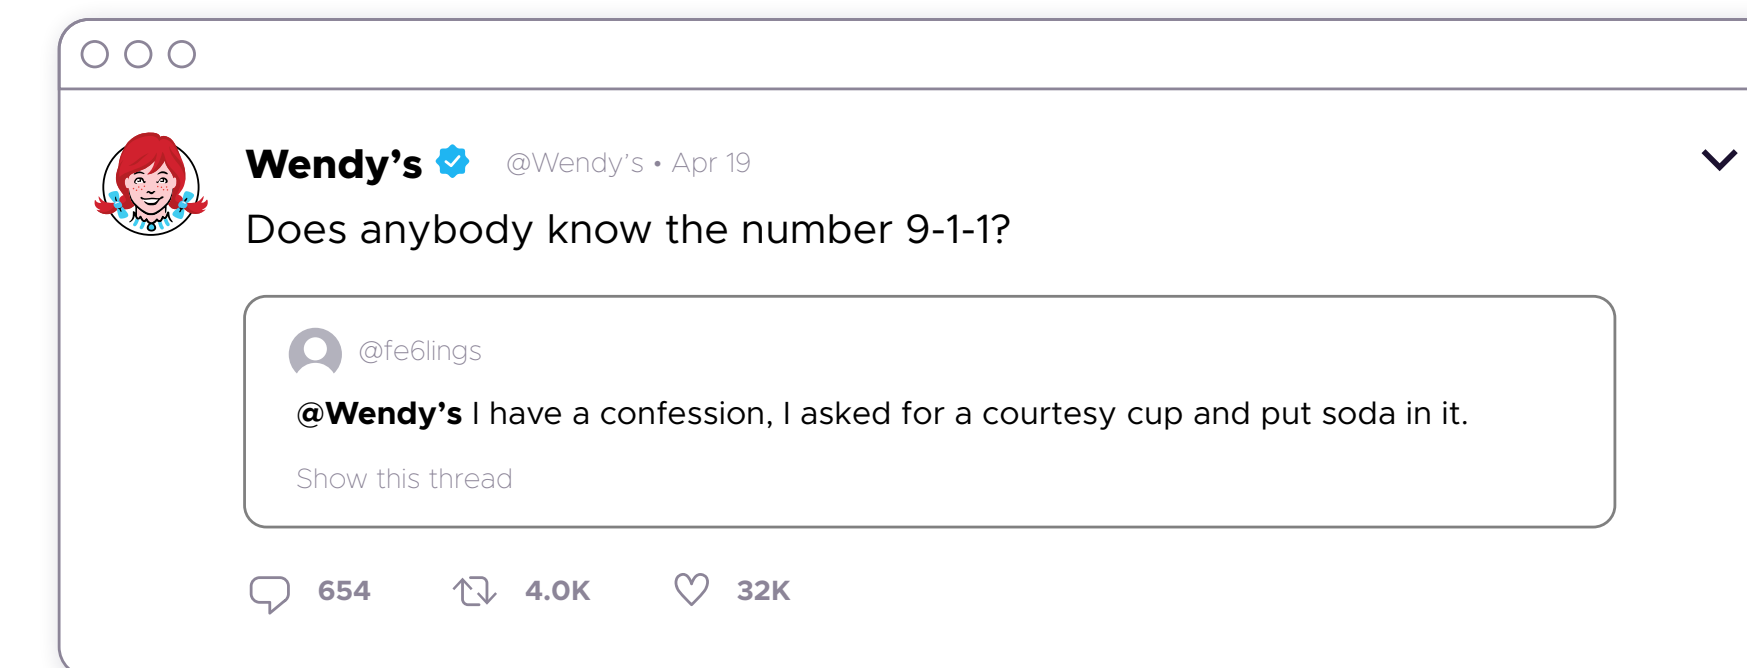 Wendy’s @Wendy’s • Apr 19
Does anybody know the number 9-1-1?
@fe6lings
@Wendy’s I have a confession, I asked for a courtesy cup and put soda in it.
Show this thread
654 4.0K 32K